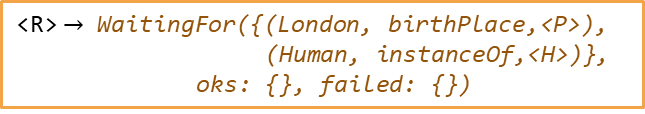 <R>→ WaitingFor({(London, birthPlace,<P>),
(Human, instanceOf,<H>)},
oks: {}, failed: {})